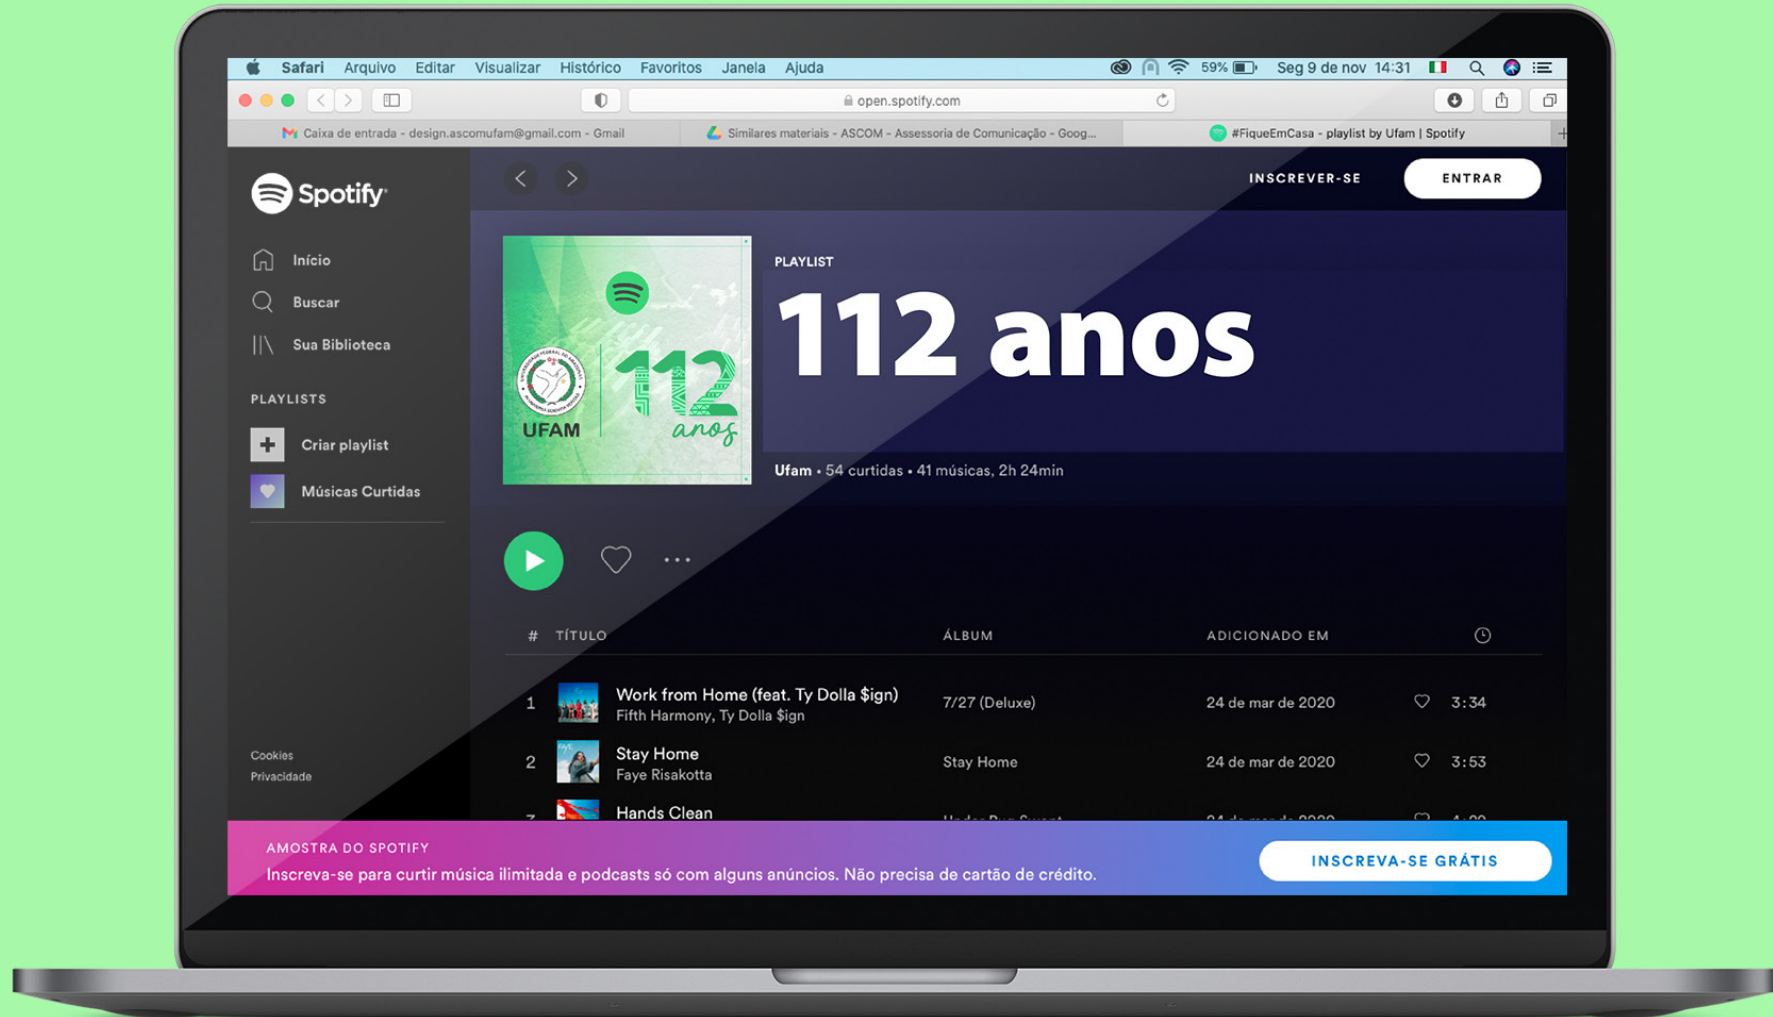 Safari Arquivo Editar Visualizar Histórico Favoritos Janela Ajuda 59% Seg 9 de nov 14:31
open.spotify.com
Caixa de entrada - design.ascomufam@gmail.com - Gmail
Similares materiais - ASCOM - Assessoria de Comunicação - Goog...
#FiqueEmCasa - playlist by Ufam | Spotify
Spotify
INSCREVER-SE
ENTRAR
Início
Buscar
Sua Biblioteca
PLAYLISTS
Criar playlist
Músicas Curtidas
Cookies
Privacidade
UNIVERSIDADE FEDERAL DO AMAZONAS
UFAM
112
anos
PLAYLIST
112 anos
Ufam • 54 curtidas • 41 músicas, 2h 24min
# TÍTULO ÁLBUM ADICIONADO EM
1 Work from Home (feat. Ty Dolla $ign) 7/27 (Deluxe) 24 de mar de 2020 3:34
Fifth Harmony, Ty Dolla $ign
2 Stay Home Stay Home 24 de mar de 2020 3:53
Faye Risakotta
Hands Clean
AMOSTRA DO SPOTIFY
Inscreva-se para curtir música ilimitada e podcasts só com alguns anúncios. Não precisa de cartão de crédito.
INSCREVA-SE GRÁTIS